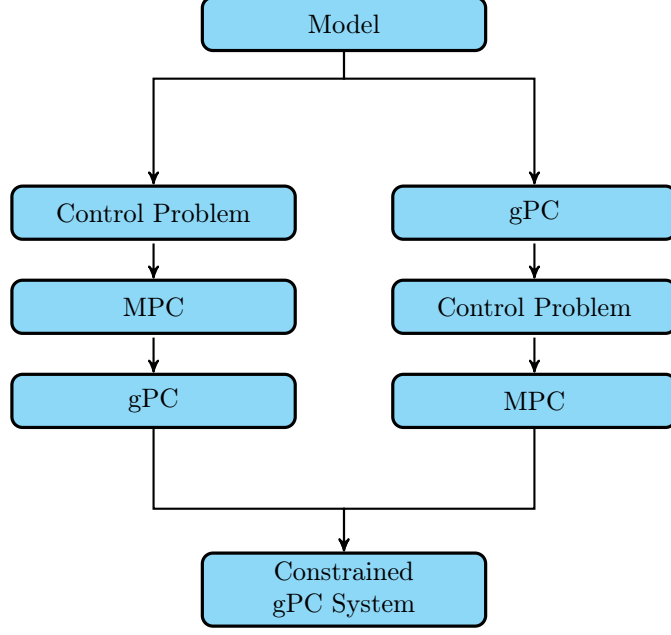 Model
Control Problem
gPC
MPC
Control Problem
gPC
MPC
Constrained
gPC System